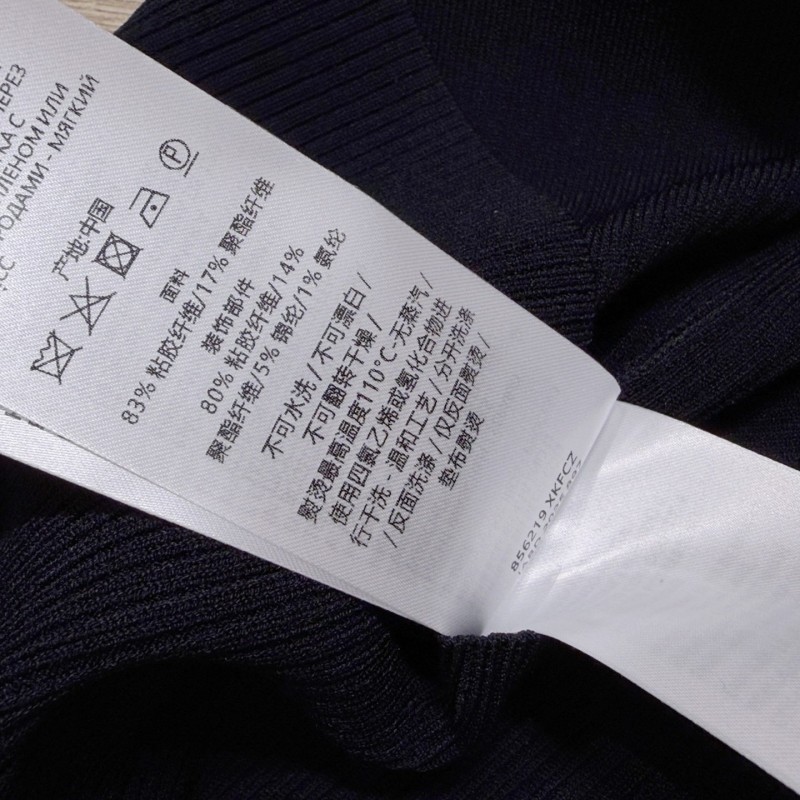 ЧЕРЕЗ
КА С
ЛЕНОМ ИЛИ
РОДАМИ - МЯГКИЙ
СС
产地:中国
P
面料
83% 粘胶纤维/17% 聚酯纤维
装饰部件
80% 粘胶纤维/14%
聚酯纤维/5% 锦纶/1% 氨纶
不可水洗 / 不可漂白 /
不可翻转干燥 /
熨烫最高温度110°C-无蒸汽 /
使用四氯乙烯或氢化合物进
行干洗 - 温和工艺 / 分开洗涤
/ 反面洗涤 / 仅反面熨烫 /
垫布熨烫
856219 XKFCZ